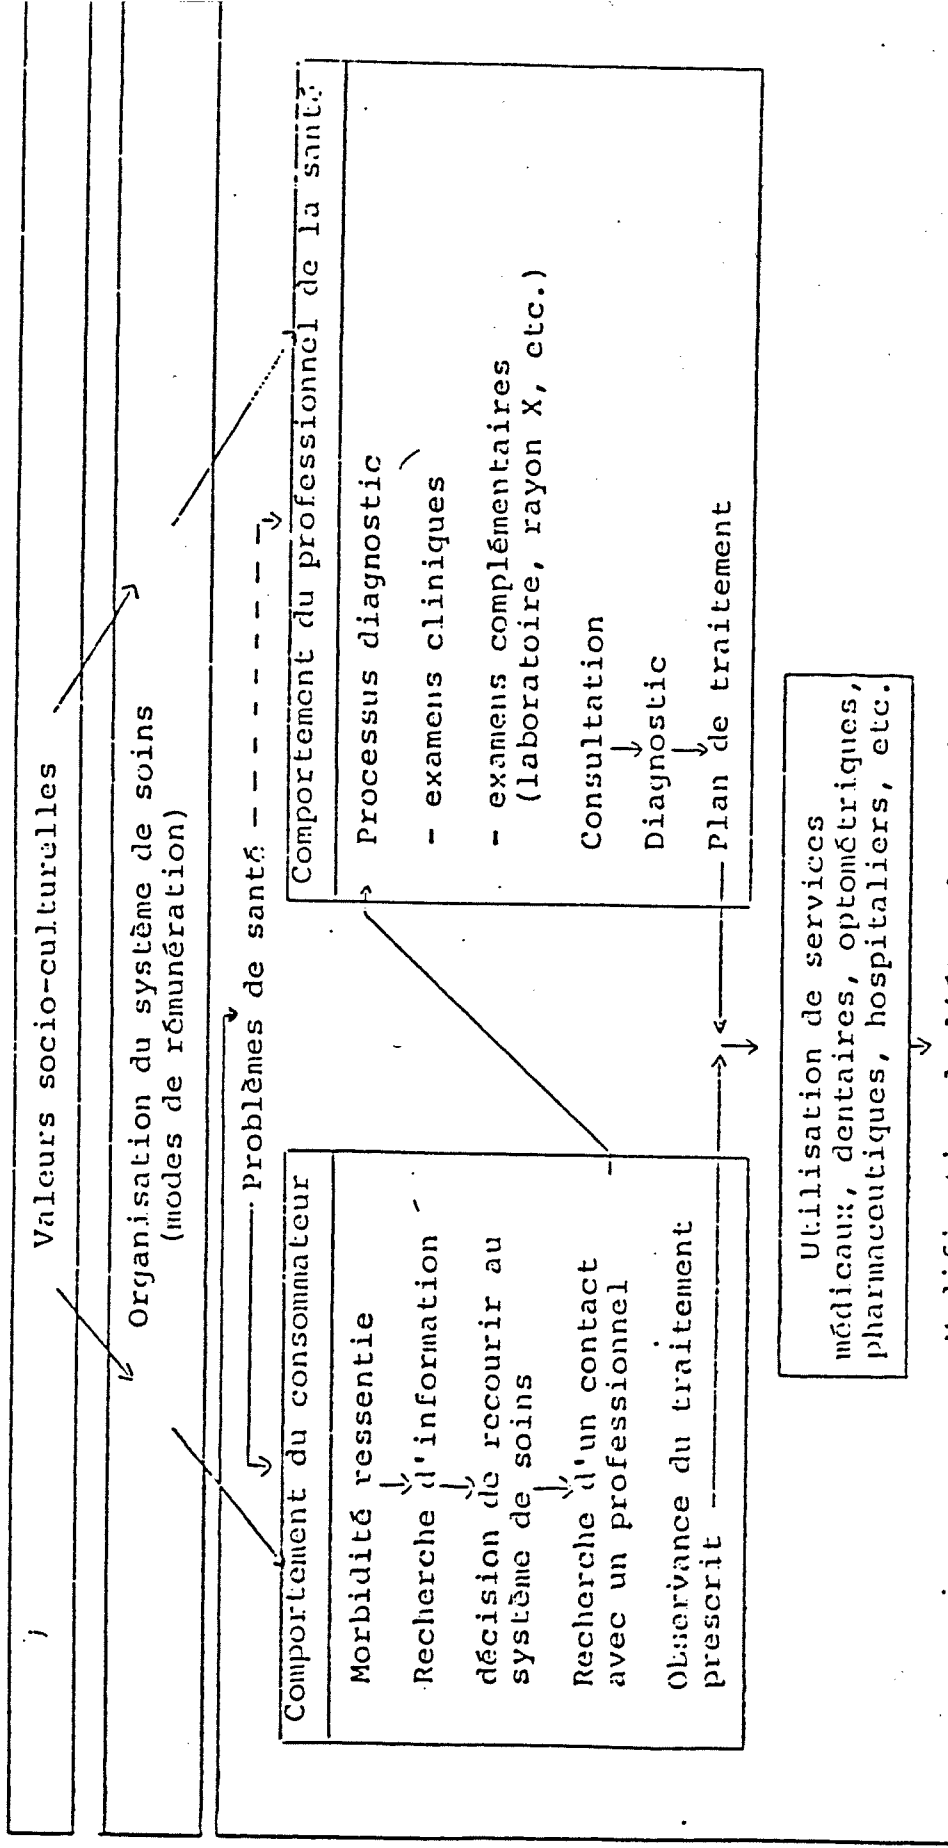 Valeurs socio-culturelles
Organisation du système de soins
(modes de rémunération)
Problèmes de santé
Comportement du consommateur
Morbidité ressentie
Recherche d'information
décision de recourir au
système de soins
Recherche d'un contact
avec un professionnel
Observance du traitement
prescrit
Comportement du professionnel de la santé
Processus diagnostic
- examens cliniques
- examens complémentaires
(laboratoire, rayon X, etc.)
Consultation
Diagnostic
Plan de traitement
Utilisation de services
médicaux, dentaires, optométriques,
pharmaceutiques, hospitaliers, etc.